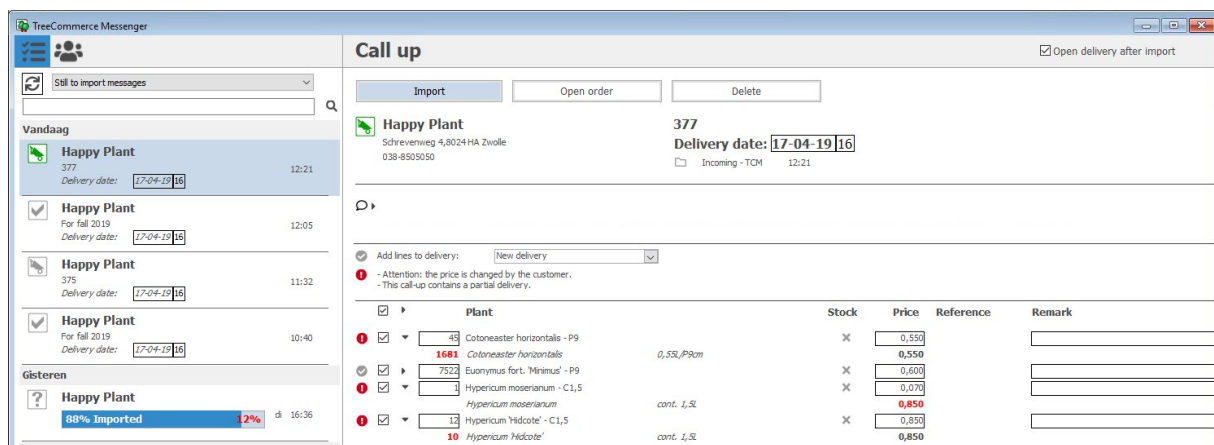 TreeCommerce Messenger
Call up
Open delivery after import
Still to import messages
Import Open order Delete
Vandaag
Happy Plant
377
12:21
Delivery date: 17-04-19 16
Happy Plant
For fall 2019
12:05
Delivery date: 17-04-19 16
Happy Plant
375
11:32
Delivery date: 17-04-19 16
Happy Plant
For fall 2019
10:40
Delivery date: 17-04-19 16
Gisteren
Happy Plant
88% Imported 12% di 16:36
Happy Plant
Schrevenweg 4,8024 HA Zwolle
038-8505050
377
Delivery date: 17-04-19 16
Incoming - TCM 12:21
Add lines to delivery: New delivery
- Attention: the price is changed by the customer.
- This call-up contains a partial delivery.
Plant Stock Price Reference Remark
45 Cotoneaster horizontalis - P9 0,550
1681 Cotoneaster horizontalis 0,55L/P9cm 0,550
7522 Euonymus fort. 'Minimus' - P9 0,600
1 Hypericum moserianum - C1,5 0,070
Hypericum moserianum cont. 1,5L 0,850
12 Hypericum 'Hidcote' - C1,5 0,850
10 Hypericum 'Hidcote' cont. 1,5L 0,850